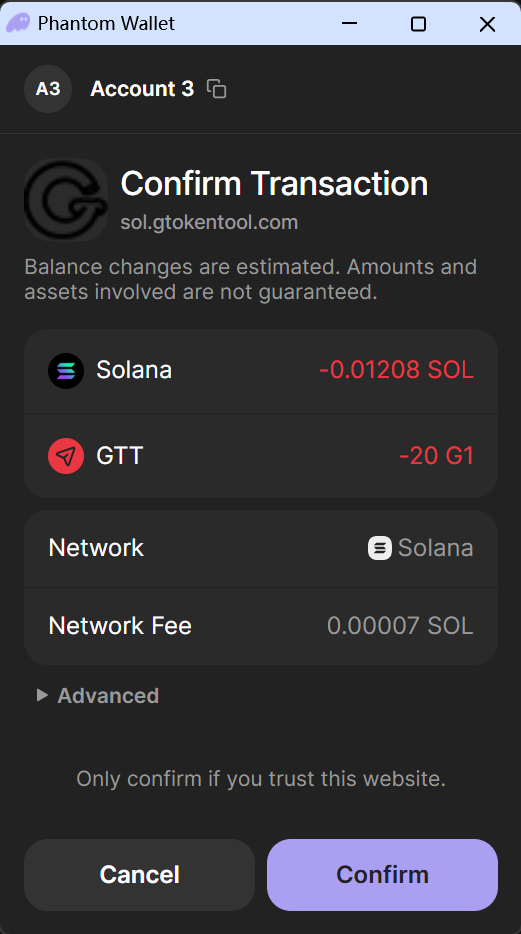 Phantom Wallet
A3 Account 3
Confirm Transaction
sol.gtokentool.com
Balance changes are estimated. Amounts and
assets involved are not guaranteed.
Solana -0.01208 SOL
GTT -20 G1
Network Solana
Network Fee 0.00007 SOL
Advanced
Only confirm if you trust this website.
Cancel Confirm